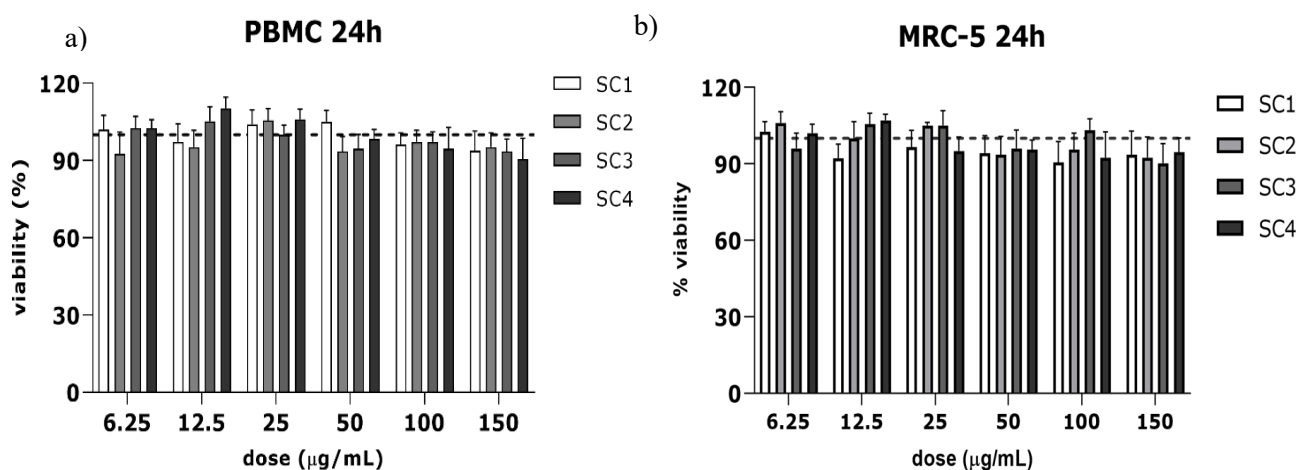 a)
PBMC 24h
viability (%)
120
90
60
30
0
6.25 12.5 25 50 100 150
dose (μg/mL)
SC1
SC2
SC3
SC4
b)
MRC-5 24h
% viability
120
90
60
30
0
6.25 12.5 25 50 100 150
dose (μg/mL)
SC1
SC2
SC3
SC4